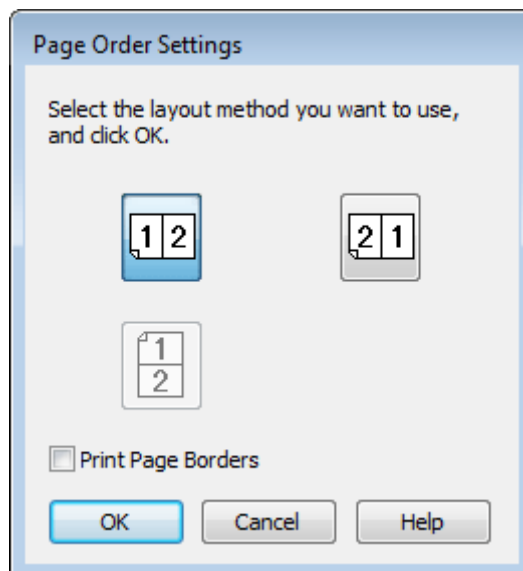 Page Order Settings
Select the layout method you want to use,
and click OK.
1 2
2 1
1
2
Print Page Borders
OK Cancel Help